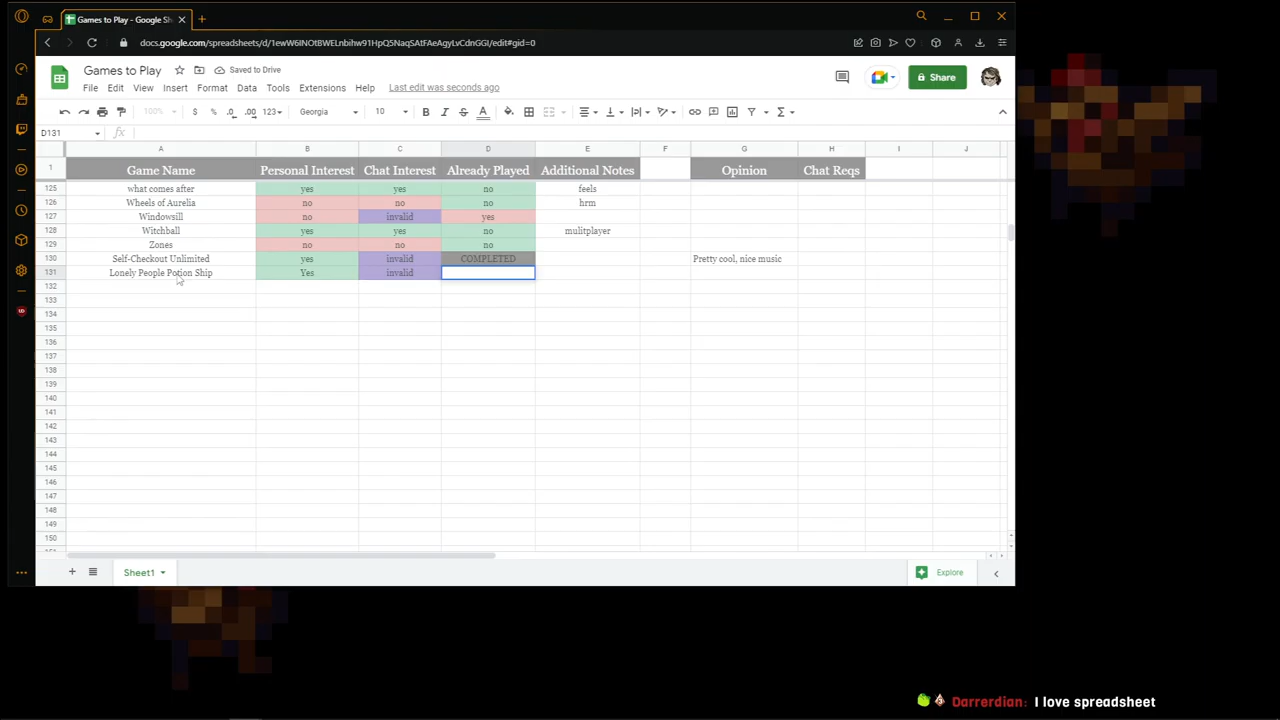 Games to Play - Google Sh
docs.google.com/spreadsheets/d/1ewW6INOtBWELnbihw91HpQ5NaqSAtFAeAgyLvCdnGGI/edit#gid=0
Games to Play
Saved to Drive
File Edit View Insert Format Data Tools Extensions Help Last edit was seconds ago
Share
100% $ % .0 .00 123 Georgia 10 B I S A
D131 fx
A B C D E F G H I J
1 Game Name Personal Interest Chat Interest Already Played Additional Notes Opinion Chat Reqs
125 what comes after yes yes no feels
126 Wheels of Aurelia no no no hrm
127 Windowsill no invalid yes
128 Witchball yes yes no mulitplayer
129 Zones no no no
130 Self-Checkout Unlimited yes COMPLETED Pretty cool, nice music
131 Lonely People Potion Ship Yes invalid
132
133
134
135
136
137
138
139
140
141
142
143
144
145
146
147
148
149
150
Sheet1
Explore
Darrerdian: I love spreadsheet